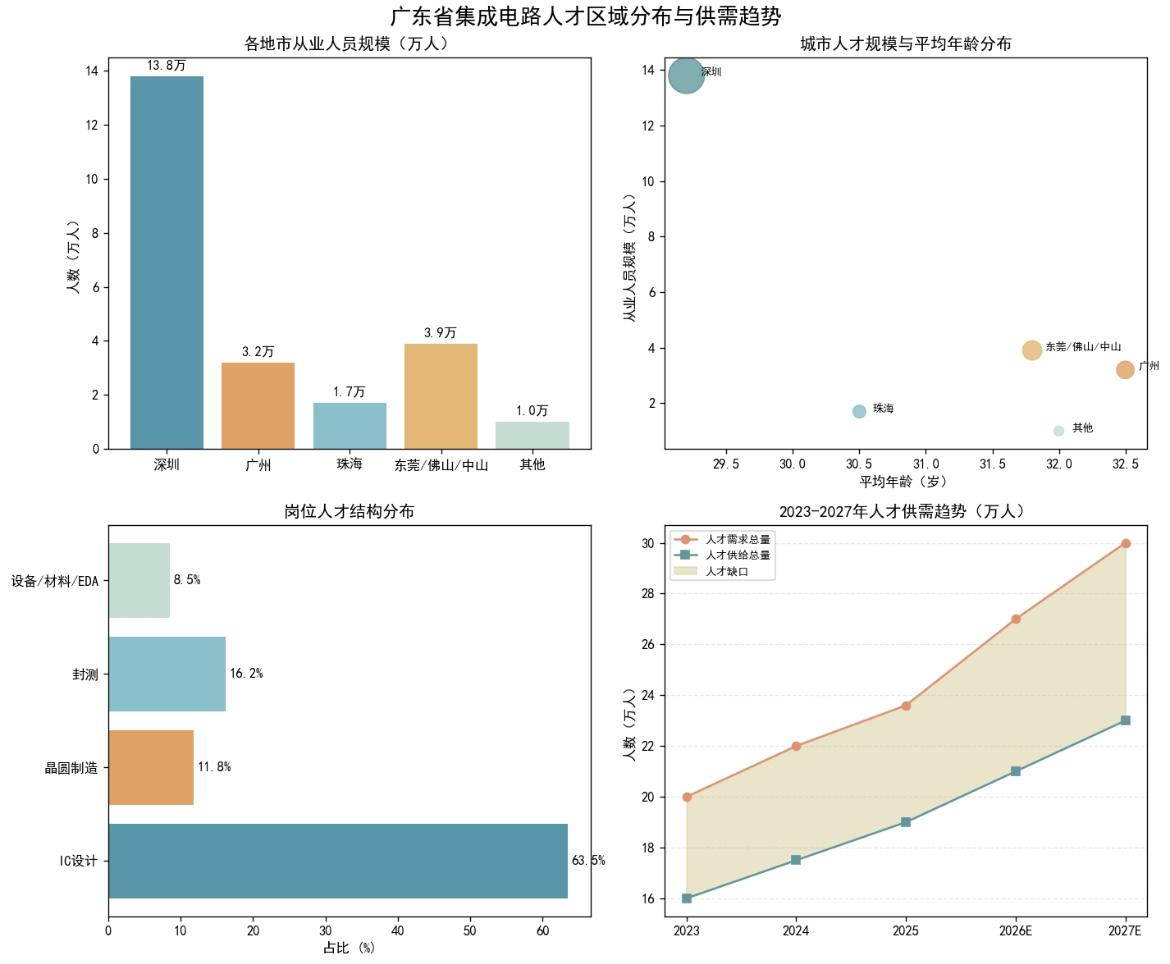 广东省集成电路人才区域分布与供需趋势
各地市从业人员规模（万人）
人数（万人）
14
12
10
8
6
4
2
0
13.8万
3.2万
1.7万
3.9万
1.0万
深圳
广州
珠海
东莞/佛山/中山
其他
城市人才规模与平均年龄分布
从业人员规模（万人）
14
12
10
8
6
4
2
深圳
东莞/佛山/中山
广州
珠海
其他
29.5
30.0
30.5
31.0
31.5
32.0
32.5
平均年龄（岁）
岗位人才结构分布
设备/材料/EDA
8.5%
封测
16.2%
晶圆制造
11.8%
IC设计
63.5%
0
10
20
30
40
50
60
占比 (%)
2023-2027年人才供需趋势（万人）
人才需求总量
人才供给总量
人才缺口
人数（万人）
30
28
26
24
22
20
18
16
2023
2024
2025
2026E
2027E